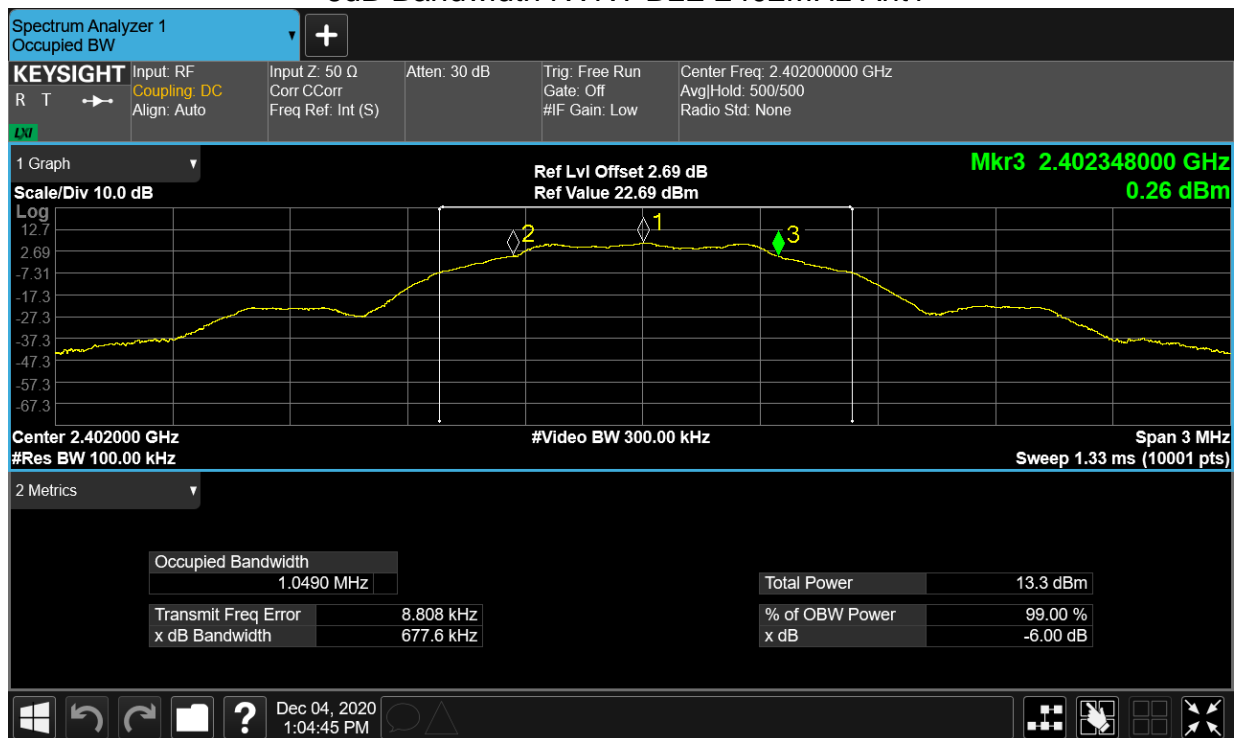 Spectrum Analyzer 1
Occupied BW
KEYSIGHT
R T
LXI
Input: RF
Coupling: DC
Align: Auto
Input Z: 50 Ω
Corr CCorr
Freq Ref: Int (S)
Atten: 30 dB
Trig: Free Run
Gate: Off
#IF Gain: Low
Center Freq: 2.402000000 GHz
Avg|Hold: 500/500
Radio Std: None
1 Graph
Scale/Div 10.0 dB
Ref Lvl Offset 2.69 dB
Ref Value 22.69 dBm
Mkr3 2.402348000 GHz
0.26 dBm
Log
12.7
2.69
-7.31
-17.3
-27.3
-37.3
-47.3
-57.3
-67.3
2
1
3
Center 2.402000 GHz
#Res BW 100.00 kHz
#Video BW 300.00 kHz
Span 3 MHz
Sweep 1.33 ms (10001 pts)
2 Metrics
Occupied Bandwidth
1.0490 MHz
Transmit Freq Error 8.808 kHz
x dB Bandwidth 677.6 kHz
Total Power 13.3 dBm
% of OBW Power 99.00 %
x dB -6.00 dB
?
Dec 04, 2020
1:04:45 PM